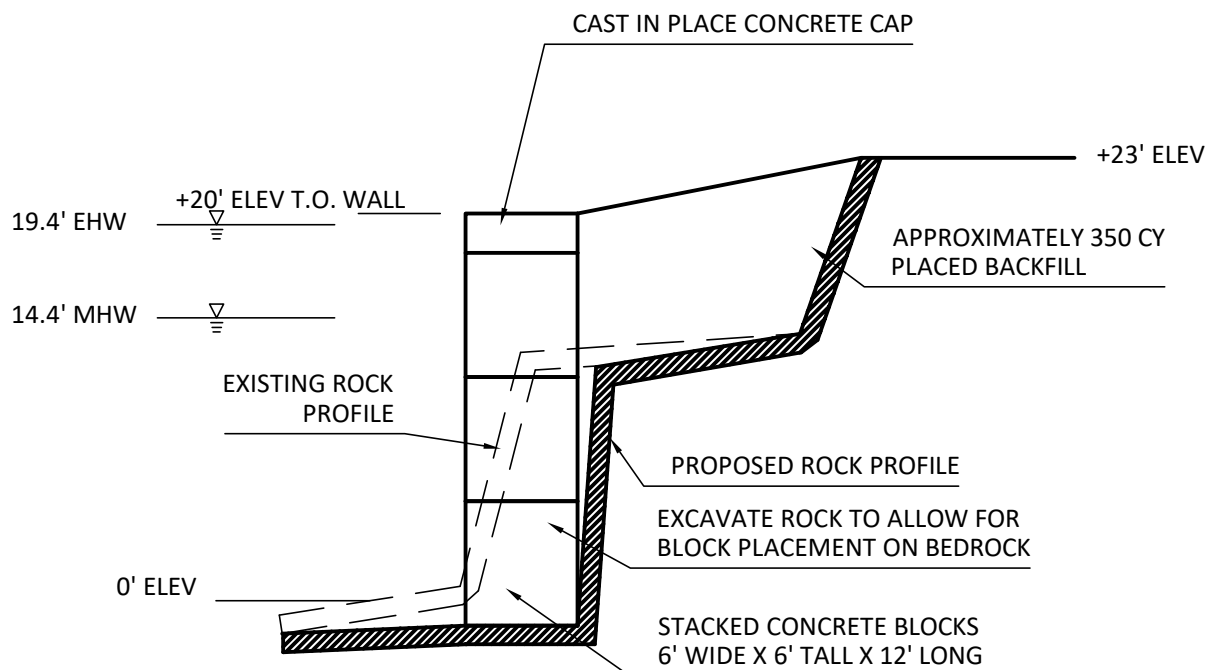 CAST IN PLACE CONCRETE CAP
+23' ELEV
+20' ELEV T.O. WALL
19.4' EHW
APPROXIMATELY 350 CY
PLACED BACKFILL
14.4' MHW
EXISTING ROCK
PROFILE
PROPOSED ROCK PROFILE
EXCAVATE ROCK TO ALLOW FOR
BLOCK PLACEMENT ON BEDROCK
0' ELEV
STACKED CONCRETE BLOCKS
6' WIDE X 6' TALL X 12' LONG